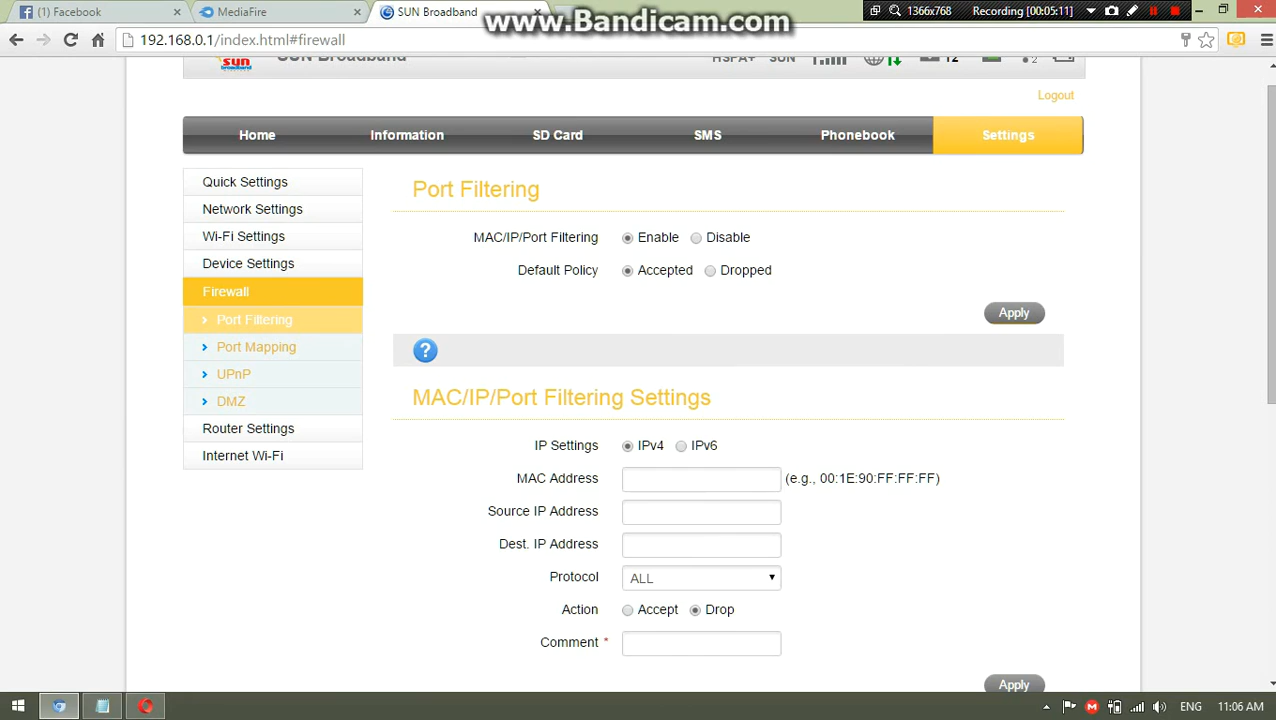 (1) Facebook
MediaFire
SUN Broadband
www.Bandicam.com
1366x768
Recording [00:05:11]
192.168.0.1/index.html#firewall
sun
SUN Broadband
HSPA+
SUN
12
2
Logout
Home
Information
SD Card
SMS
Phonebook
Settings
Quick Settings
Network Settings
Wi-Fi Settings
Device Settings
Firewall
Port Filtering
Port Mapping
UPnP
DMZ
Router Settings
Internet Wi-Fi
Port Filtering
MAC/IP/Port Filtering Enable Disable
Default Policy Accepted Dropped
Apply
?
MAC/IP/Port Filtering Settings
IP Settings IPv4 IPv6
MAC Address (e.g., 00:1E:90:FF:FF:FF)
Source IP Address
Dest. IP Address
Protocol ALL
Action Accept Drop
Comment *
Apply
ENG
11:06 AM